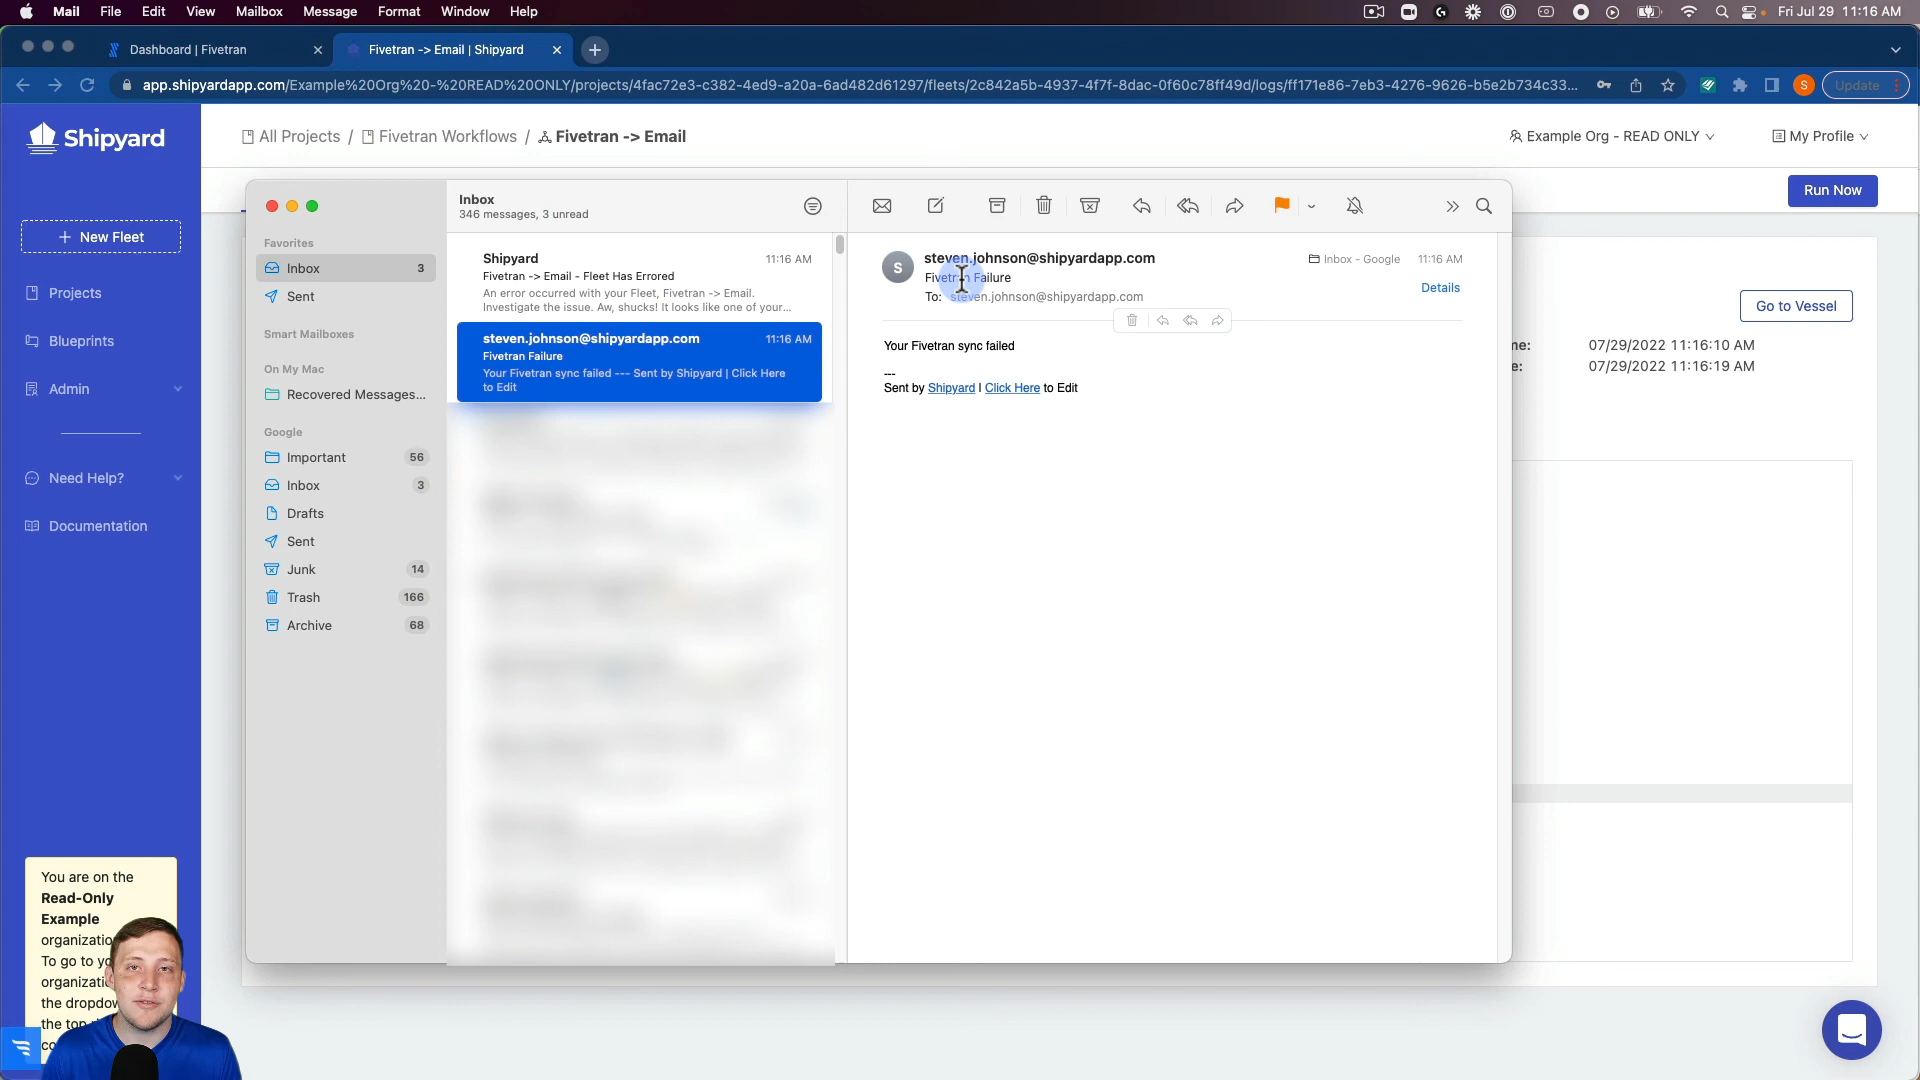 Mail File Edit View Mailbox Message Format Window Help
Fri Jul 29 11:16 AM
Dashboard | Fivetran
Fivetran -> Email | Shipyard
app.shipyardapp.com/Example%20Org%20-%20READ%20ONLY/projects/4fac72e3-c382-4ed9-a20a-6ad482d61297/fleets/2c842a5b-4937-4f7f-8dac-0f60c78ff49d/logs/ff171e86-7eb3-4276-9626-b5e2b734c33...
S
Update
Shipyard
All Projects / Fivetran Workflows / Fivetran -> Email
Example Org - READ ONLY
My Profile
Run Now
+ New Fleet
Projects
Blueprints
Admin
Need Help?
Documentation
You are on the
Read-Only
Example
Favorites
Inbox 3
Sent
Smart Mailboxes
On My Mac
Recovered Messages...
Google
Important 56
Inbox 3
Drafts
Sent
Junk 14
Trash 166
Archive 68
Inbox
346 messages, 3 unread
Shipyard 11:16 AM
Fivetran -> Email - Fleet Has Errored
An error occurred with your Fleet, Fivetran -> Email.
Investigate the issue. Aw, shucks! It looks like one of your...
steven.johnson@shipyardapp.com 11:16 AM
Fivetran Failure
Your Fivetran sync failed --- Sent by Shipyard | Click Here
to Edit
S
steven.johnson@shipyardapp.com
Inbox - Google 11:16 AM
Fivetran Failure
Details
To: steven.johnson@shipyardapp.com
Your Fivetran sync failed
---
Sent by Shipyard | Click Here to Edit
Go to Vessel
07/29/2022 11:16:10 AM
07/29/2022 11:16:19 AM